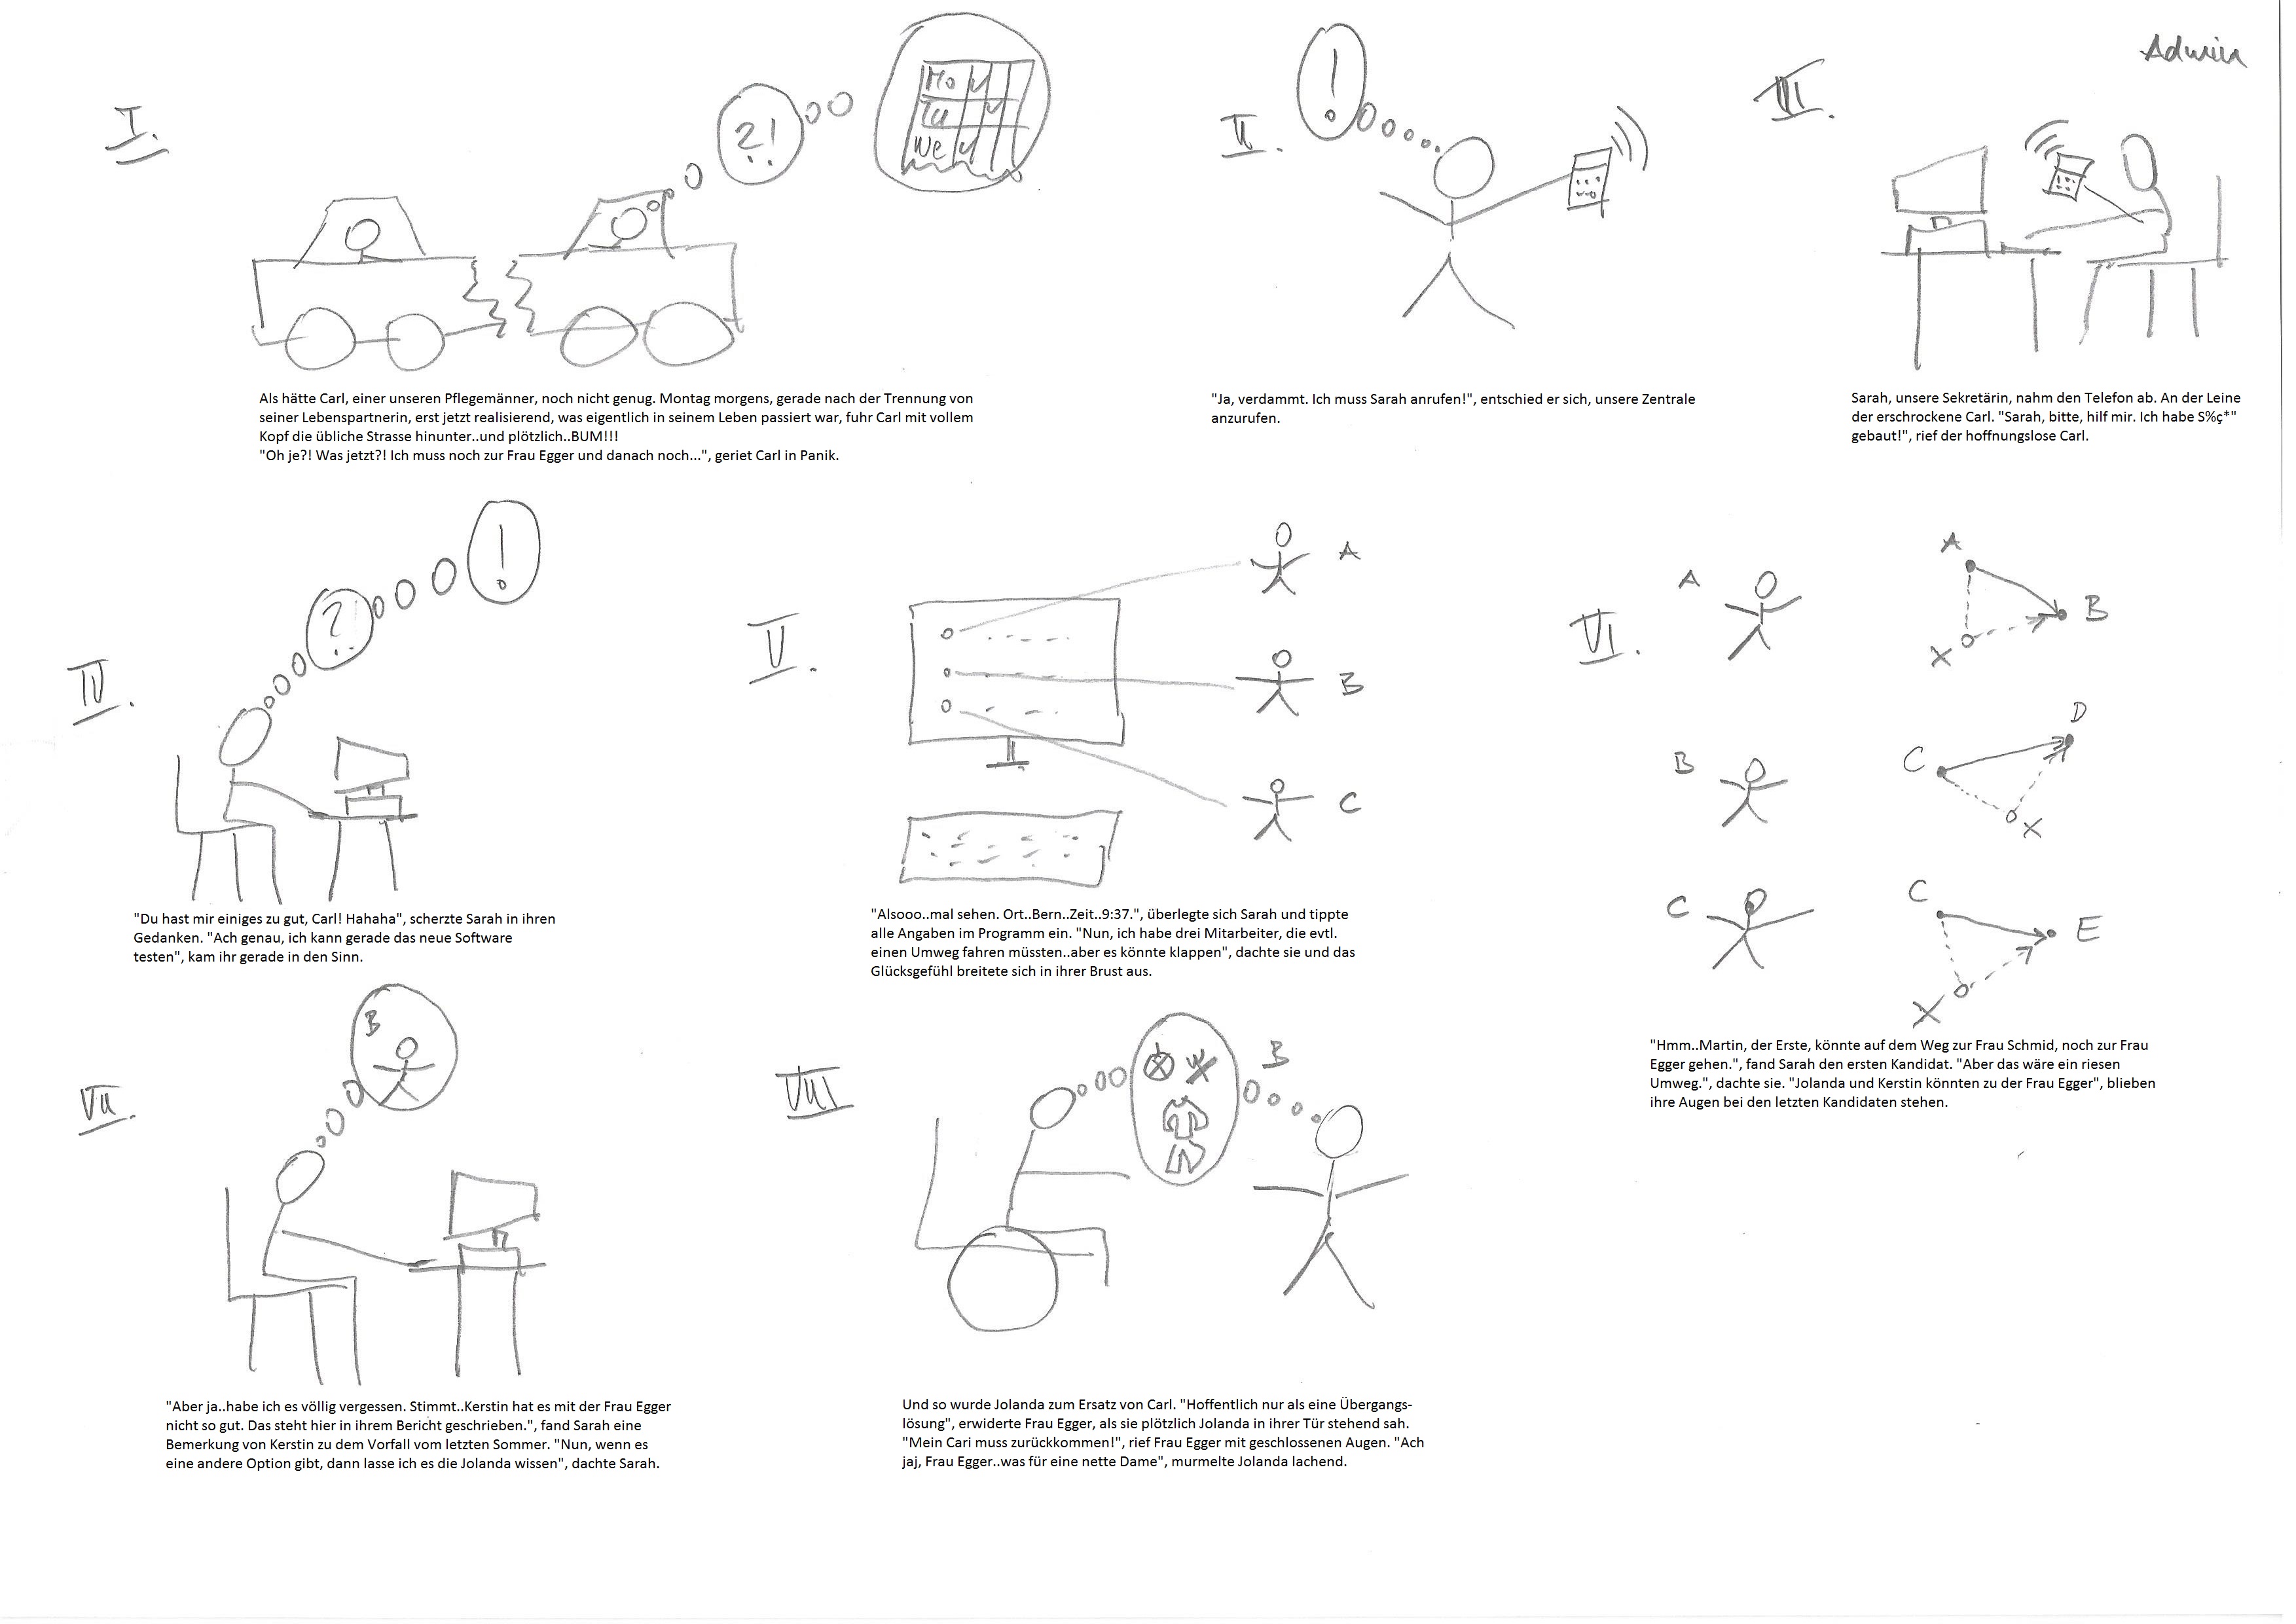 I.
?!
Mo
Tu
We
Als hätte Carl, einer unseren Pflegemänner, noch nicht genug. Montag morgens, gerade nach der Trennung von
seiner Lebenspartnerin, erst jetzt realisierend, was eigentlich in seinem Leben passiert war, fuhr Carl mit vollem
Kopf die übliche Strasse hinunter..und plötzlich..BUM!!!
"Oh je?! Was jetzt?! Ich muss noch zur Frau Egger und danach noch...", geriet Carl in Panik.
II.
!
"Ja, verdammt. Ich muss Sarah anrufen!", entschied er sich, unsere Zentrale
anzurufen.
Adwin
III.
Sarah, unsere Sekretärin, nahm den Telefon ab. An der Leine
der erschrockene Carl. "Sarah, bitte, hilf mir. Ich habe S%ç*"
gebaut!", rief der hoffnungslose Carl.
IV.
?!
!
"Du hast mir einiges zu gut, Carl! Hahaha", scherzte Sarah in ihren
Gedanken. "Ach genau, ich kann gerade das neue Software
testen", kam ihr gerade in den Sinn.
V.
A
B
C
"Alsooo..mal sehen. Ort..Bern..Zeit..9:37.", überlegte sich Sarah und tippte
alle Angaben im Programm ein. "Nun, ich habe drei Mitarbeiter, die evtl.
einen Umweg fahren müssten..aber es könnte klappen", dachte sie und das
Glücksgefühl breitete sich in ihrer Brust aus.
VI.
A
A
B
X
B
C
D
X
C
C
E
X
"Hmm..Martin, der Erste, könnte auf dem Weg zur Frau Schmid, noch zur Frau
Egger gehen.", fand Sarah den ersten Kandidat. "Aber das wäre ein riesen
Umweg.", dachte sie. "Jolanda und Kerstin könnten zu der Frau Egger", blieben
ihre Augen bei den letzten Kandidaten stehen.
VII.
B
"Aber ja..habe ich es völlig vergessen. Stimmt..Kerstin hat es mit der Frau Egger
nicht so gut. Das steht hier in ihrem Bericht geschrieben.", fand Sarah eine
Bemerkung von Kerstin zu dem Vorfall vom letzten Sommer. "Nun, wenn es
eine andere Option gibt, dann lasse ich es die Jolanda wissen", dachte Sarah.
VIII
B
Und so wurde Jolanda zum Ersatz von Carl. "Hoffentlich nur als eine Übergangs-
lösung", erwiderte Frau Egger, als sie plötzlich Jolanda in ihrer Tür stehend sah.
"Mein Cari muss zurückkommen!", rief Frau Egger mit geschlossenen Augen. "Ach
jaj, Frau Egger..was für eine nette Dame", murmelte Jolanda lachend.